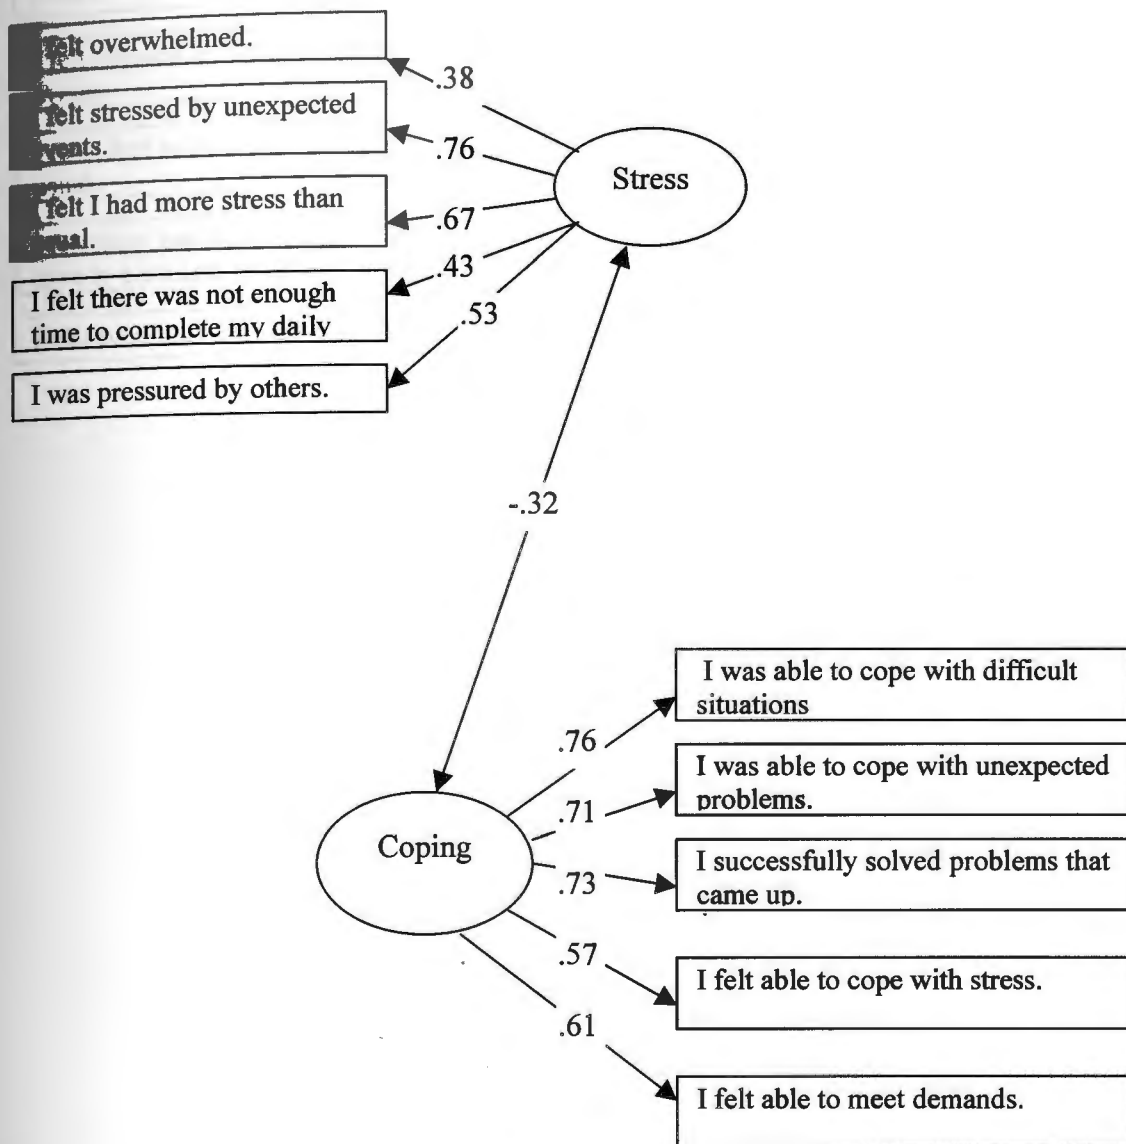 felt overwhelmed.
.38
felt stressed by unexpected
vents.
.76
Stress
felt I had more stress than
sual.
.67
.43
I felt there was not enough
time to complete my daily
.53
I was pressured by others.
-.32
I was able to cope with difficult
situations
.76
I was able to cope with unexpected
problems.
.71
Coping
I successfully solved problems that
came up.
.73
.57
I felt able to cope with stress.
.61
I felt able to meet demands.